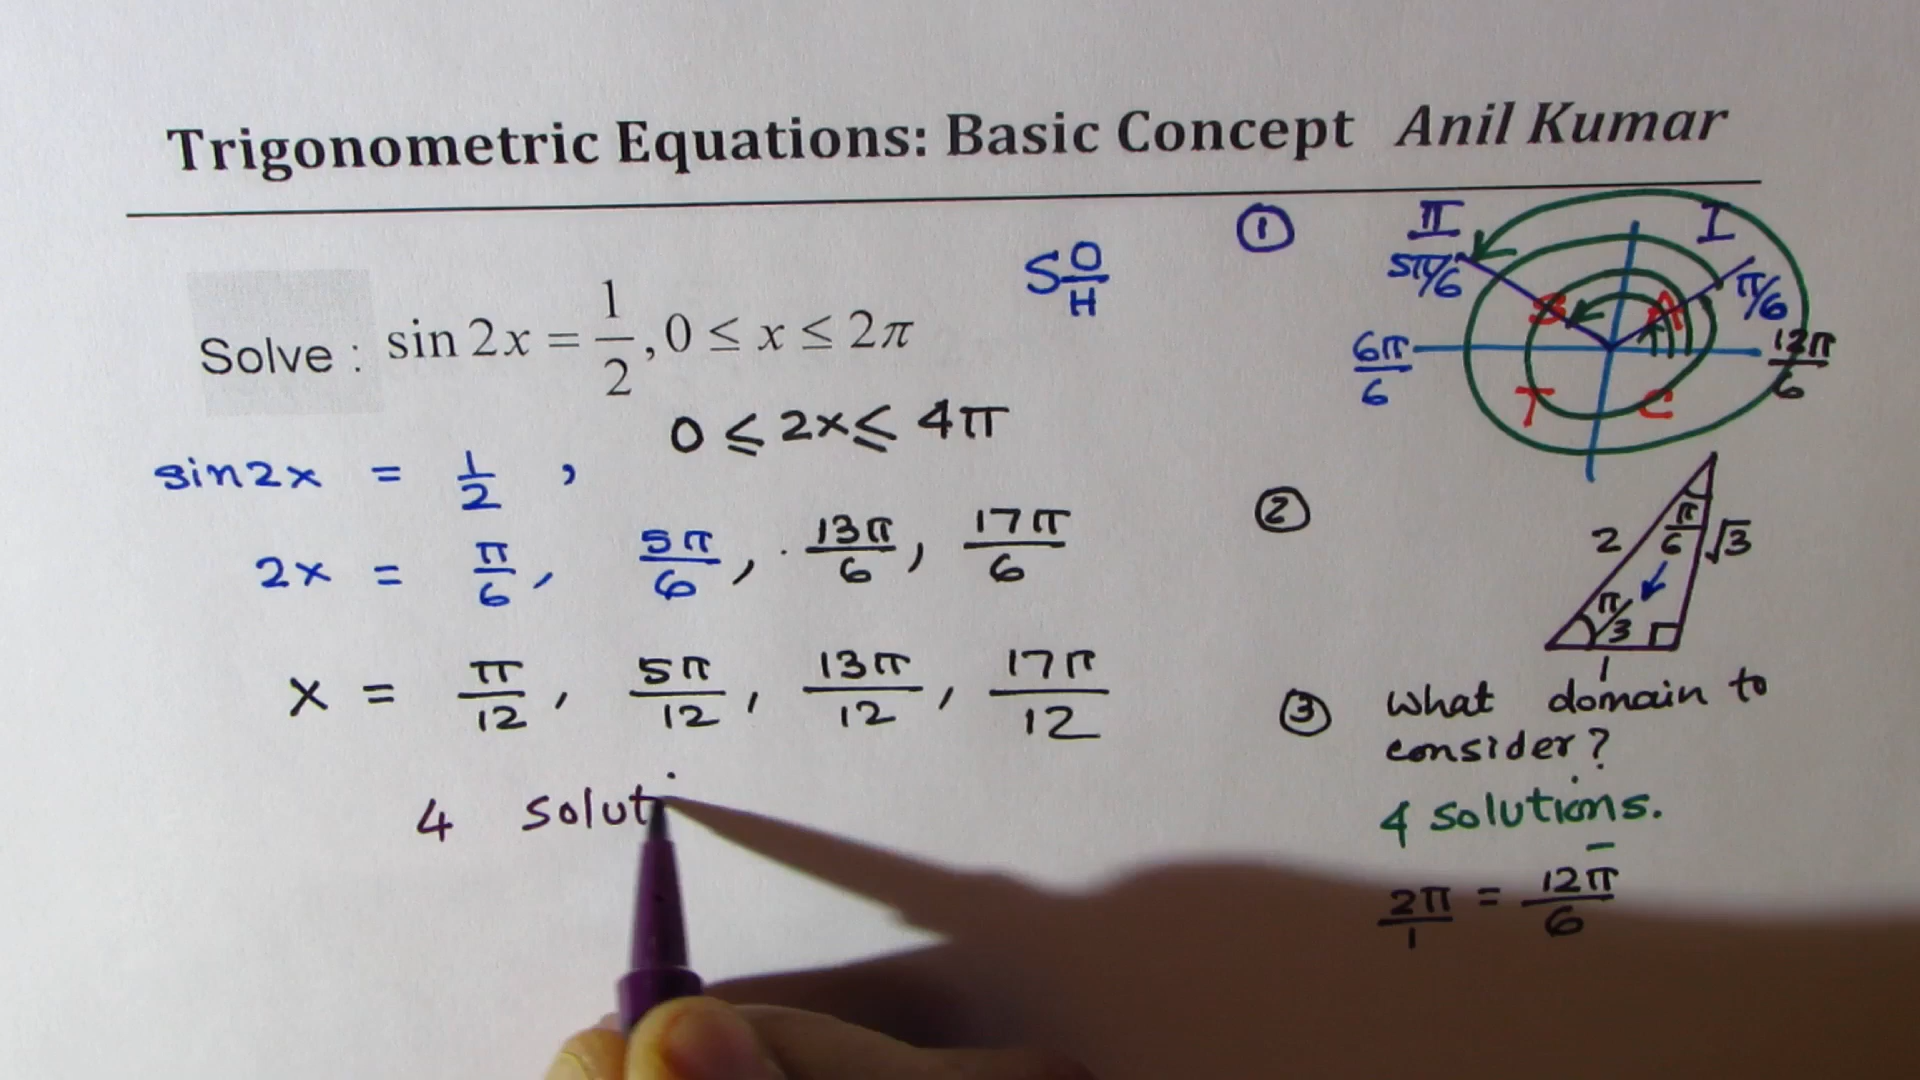 Trigonometric Equations: Basic Concept Anil Kumar
Solve : sin 2x = 1/2, 0 ≤ x ≤ 2π
S O/H
0 ≤ 2x ≤ 4π
sin2x = 1/2 ,
2x = π/6, 5π/6, 13π/6, 17π/6
x = π/12, 5π/12, 13π/12, 17π/12
4 Solut
①
II I
5π/6 π/6
S A
6π/6 12π/6
T C
②
2 π/6 √3
π/3
1
③ What domain to
consider?
4 solutions.
2π/1 = 12π/6